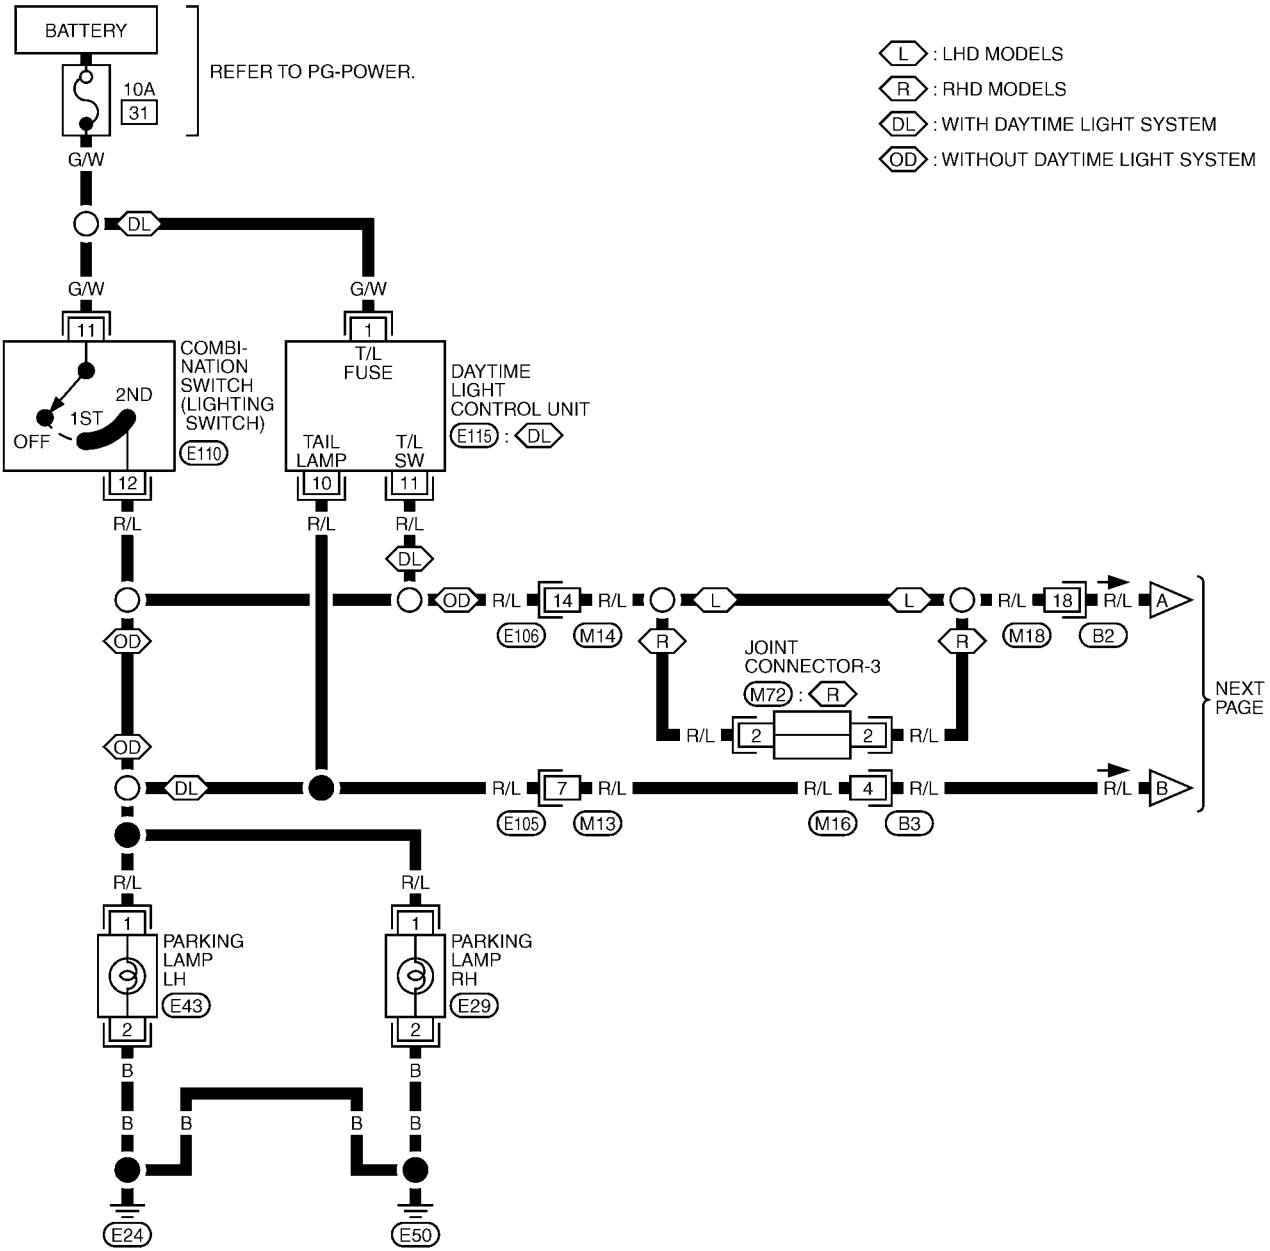 BATTERY
REFER TO PG-POWER.
10A
31
L : LHD MODELS
R : RHD MODELS
DL : WITH DAYTIME LIGHT SYSTEM
OD : WITHOUT DAYTIME LIGHT SYSTEM
G/W
DL
G/W
G/W
11
1
COMBI-
NATION
SWITCH
(LIGHTING
SWITCH)
E110
2ND
1ST
OFF
T/L
FUSE
DAYTIME
LIGHT
CONTROL UNIT
E115 : DL
TAIL
LAMP
T/L
SW
12
10
11
R/L
R/L
R/L
DL
OD
R/L
14
R/L
L
L
R/L
18
R/L
A
E106
M14
M18
B2
OD
R
R
JOINT
CONNECTOR-3
M72 : R
R/L
2
2
R/L
NEXT
PAGE
OD
DL
R/L
7
R/L
R/L
4
R/L
R/L
B
E105
M13
M16
B3
R/L
R/L
1
1
PARKING
LAMP
LH
E43
PARKING
LAMP
RH
E29
2
2
B
B
B
B
B
B
E24
E50